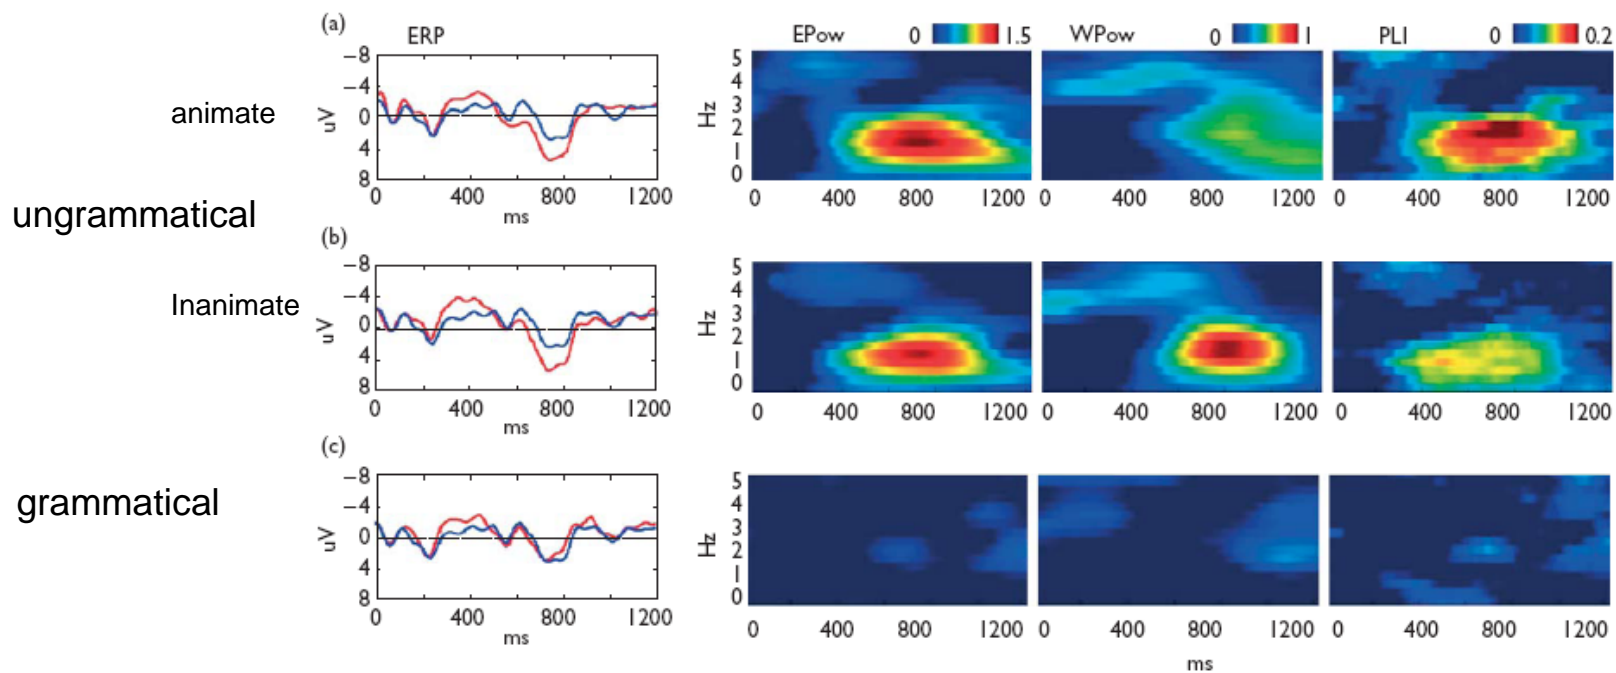 (a)
ERP
EPow 0 1.5
WPow 0 1
PLI 0 0.2
animate
ungrammatical
uV
−8
−4
0
4
8
0 400 800 1200
ms
Hz
5
4
3
2
1
0
0 400 800 1200
0 400 800 1200
0 400 800 1200
(b)
Inanimate
uV
−8
−4
0
4
8
0 400 800 1200
ms
Hz
5
4
3
2
1
0
0 400 800 1200
0 400 800 1200
0 400 800 1200
(c)
grammatical
uV
−8
−4
0
4
8
0 400 800 1200
ms
Hz
5
4
3
2
1
0
0 400 800 1200
0 400 800 1200
0 400 800 1200
ms